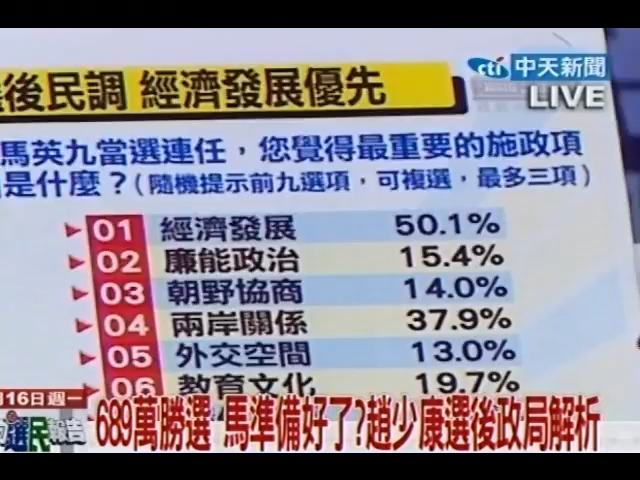 cti 中天新聞
LIVE
後民調 經濟發展優先
馬英九當選連任，您覺得最重要的施政項
是什麼？(隨機提示前九選項，可複選，最多三項)
01 經濟發展 50.1%
02 廉能政治 15.4%
03 朝野協商 14.0%
04 兩岸關係 37.9%
05 外交空間 13.0%
06 教育文化 19.7%
月16日週一
689萬勝選 馬準備好了?趙少康選後政局解析
選民報告